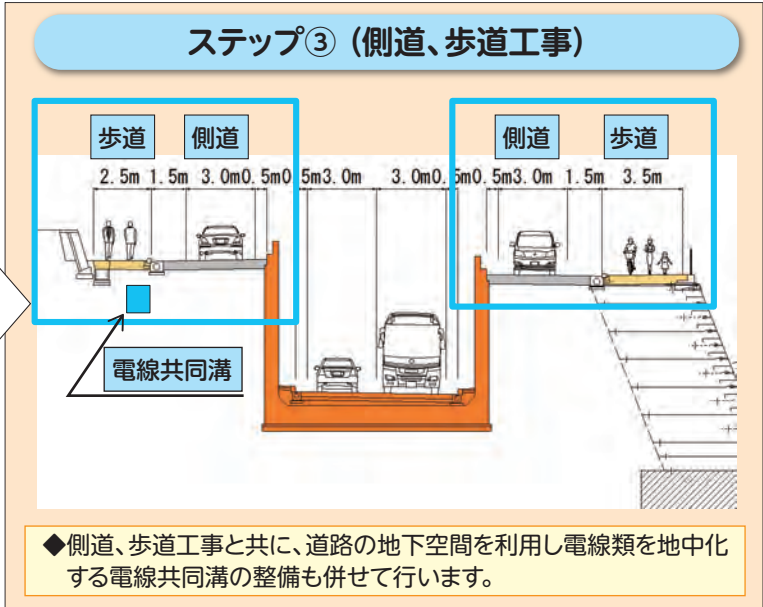 ステップ③（側道、歩道工事）
歩道 側道 側道 歩道
2.5m 1.5m 3.0m0.5m0.5m3.0m 3.0m0.5m0.5m3.0m 1.5m 3.5m
電線共同溝
◆側道、歩道工事と共に、道路の地下空間を利用し電線類を地中化
する電線共同溝の整備も併せて行います。